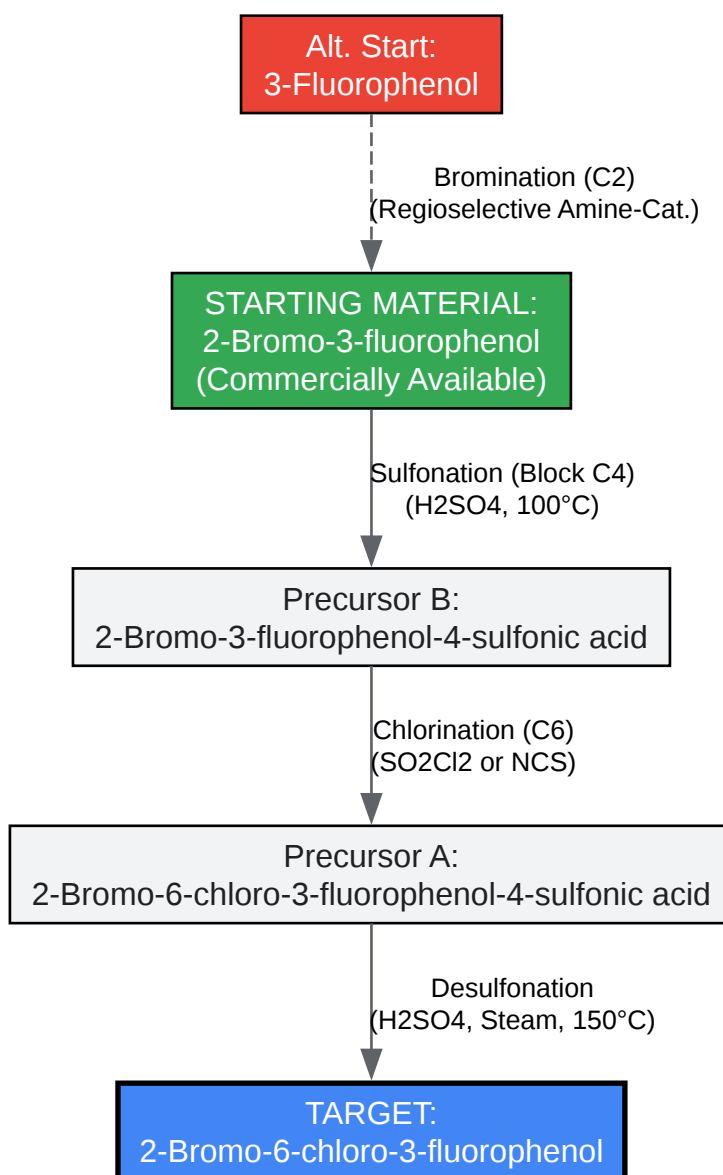 Alt. Start:
3-Fluorophenol
Bromination (C2)
(Regioselective Amine-Cat.)
STARTING MATERIAL:
2-Bromo-3-fluorophenol
(Commercially Available)
Sulfonation (Block C4)
(H2SO4, 100°C)
Precursor B:
2-Bromo-3-fluorophenol-4-sulfonic acid
Chlorination (C6)
(SO2Cl2 or NCS)
Precursor A:
2-Bromo-6-chloro-3-fluorophenol-4-sulfonic acid
Desulfonation
(H2SO4, Steam, 150°C)
TARGET:
2-Bromo-6-chloro-3-fluorophenol